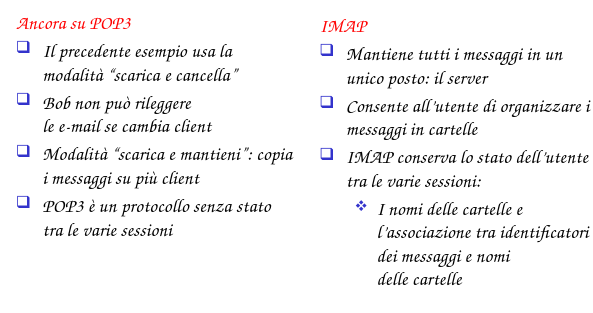 Ancora su POP3
Il precedente esempio usa la
modalità “scarica e cancella”
Bob non può rileggere
le e-mail se cambia client
Modalità “scarica e mantieni”: copia
i messaggi su più client
POP3 è un protocollo senza stato
tra le varie sessioni
IMAP
Mantiene tutti i messaggi in un
unico posto: il server
Consente all’utente di organizzare i
messaggi in cartelle
IMAP conserva lo stato dell’utente
tra le varie sessioni:
I nomi delle cartelle e
l’associazione tra identificatori
dei messaggi e nomi
delle cartelle